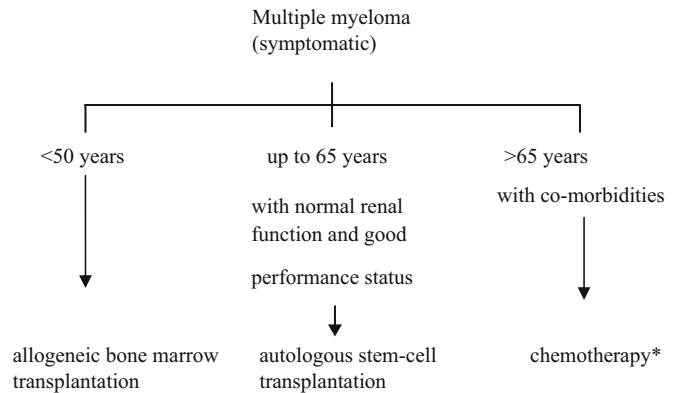 Multiple myeloma
(symptomatic)
<50 years
up to 65 years
>65 years
with normal renal
function and good
performance status
with co-morbidities
allogeneic bone marrow
transplantation
autologous stem-cell
transplantation
chemotherapy*